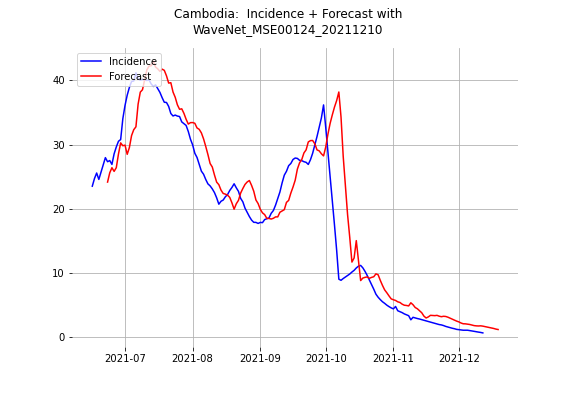 Cambodia:  Incidence + Forecast with
WaveNet_MSE00124_20211210
Incidence
Forecast
40
30
20
10
0
2021-07
2021-08
2021-09
2021-10
2021-11
2021-12